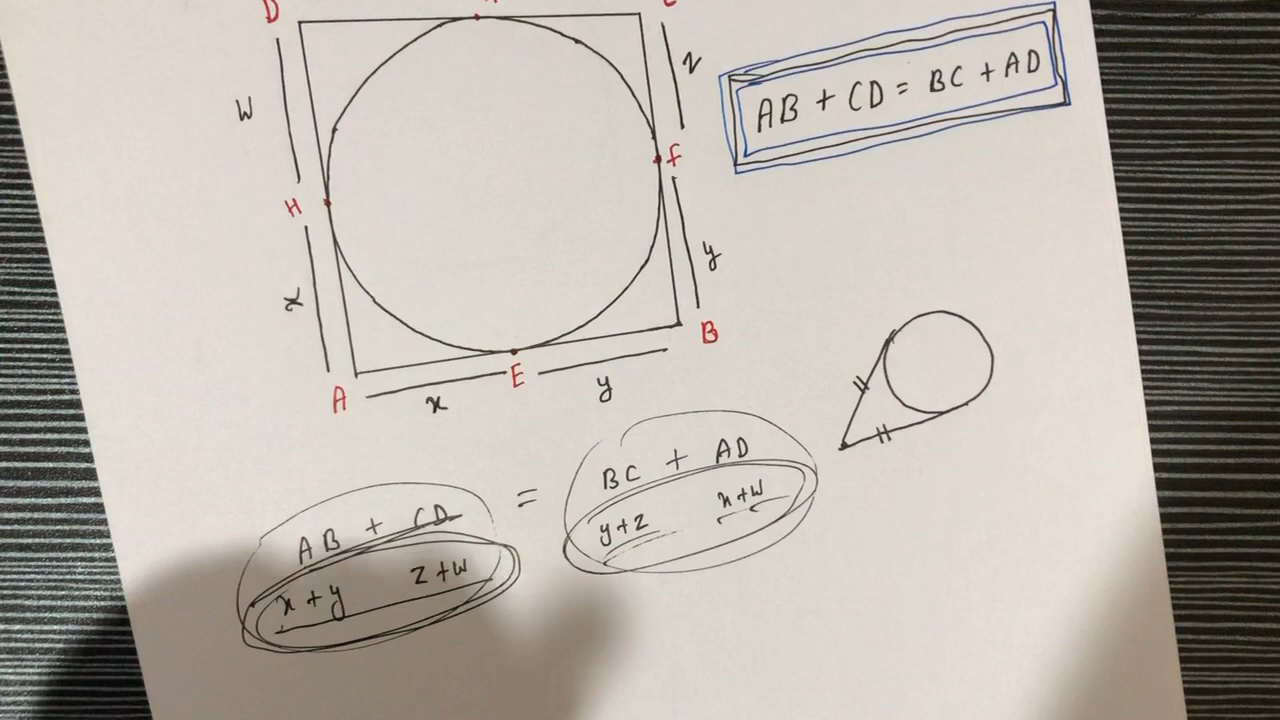 D
W
z
AB + CD = BC + AD
F
H
x
y
B
A
E
x
y
AB + CD = BC + AD
x+y z+w y+z x+w